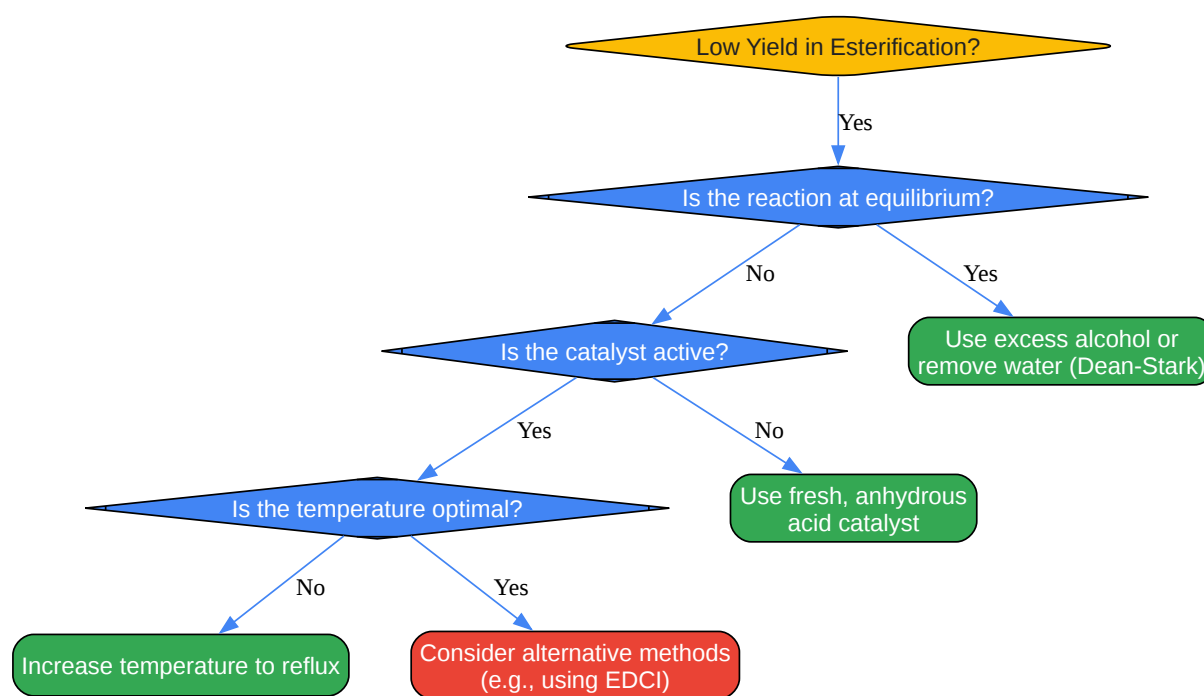 Low Yield in Esterification?
Yes
Is the reaction at equilibrium?
No
Yes
Is the catalyst active?
Use excess alcohol or
remove water (Dean-Stark)
Yes
No
Is the temperature optimal?
Use fresh, anhydrous
acid catalyst
No
Yes
Increase temperature to reflux
Consider alternative methods
(e.g., using EDCI)